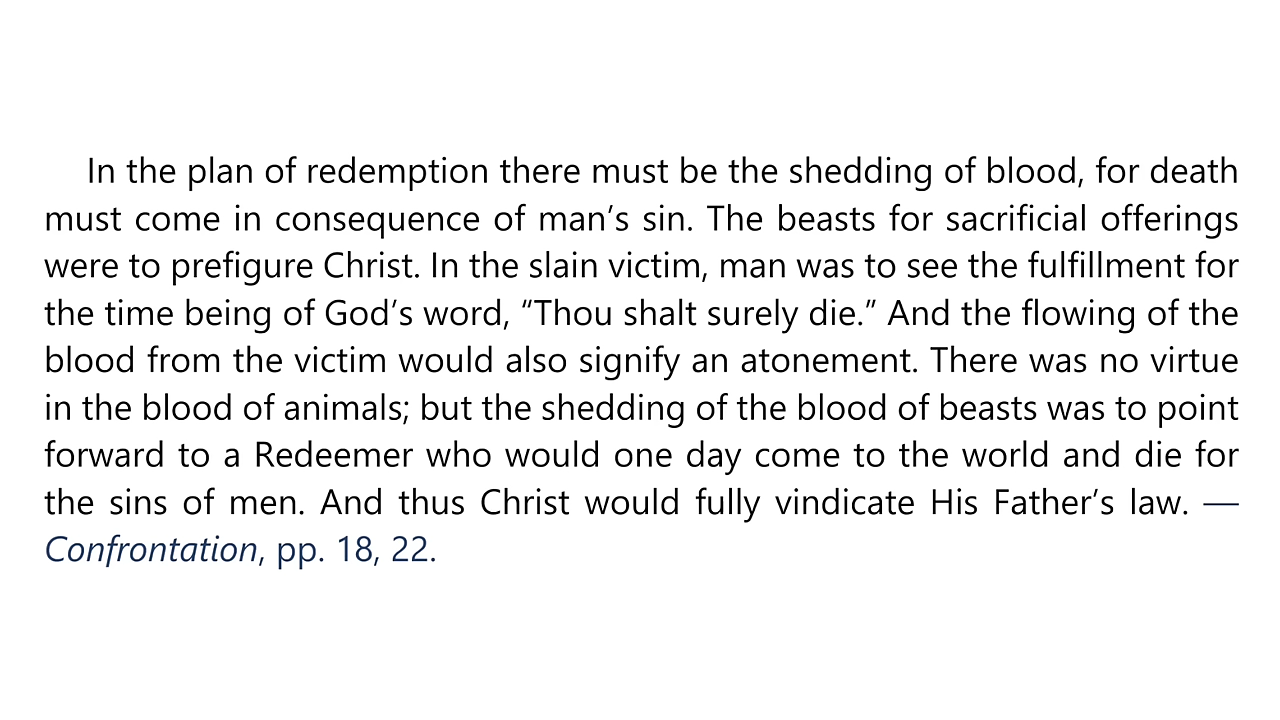 In the plan of redemption there must be the shedding of blood, for death
must come in consequence of man’s sin. The beasts for sacrificial offerings
were to prefigure Christ. In the slain victim, man was to see the fulfillment for
the time being of God’s word, “Thou shalt surely die.” And the flowing of the
blood from the victim would also signify an atonement. There was no virtue
in the blood of animals; but the shedding of the blood of beasts was to point
forward to a Redeemer who would one day come to the world and die for
the sins of men. And thus Christ would fully vindicate His Father’s law. —
Confrontation, pp. 18, 22.